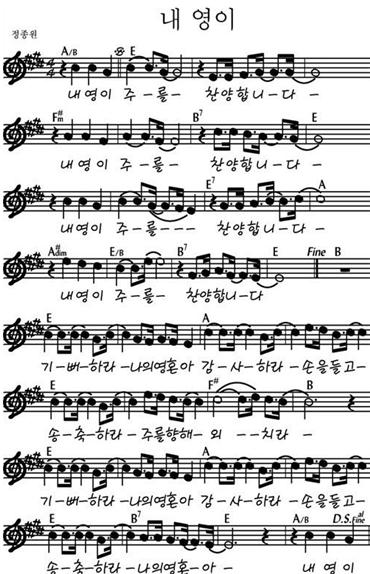 내 영이
정종원
A/B E
내영이 주-를- 찬양합니다-
F#m B7 E
내영이 주-를- 찬양합니다-
E7 A
내영이 주-를--- 찬양합니다-
A#dim E/B B7 E Fine B
내영이 주-를- 찬양합니다
E A
기-뻐-하라-나의영혼아 감-사-하라-손을들고-
E F# B
송-축-하라-주를향해-외--치라-
E A
기-뻐-하라-나의영혼아 감-사-하라-손을들고-
E B7 E A/B D.S. al Fine
송-축-하라-나의영혼-아- 내 영 이